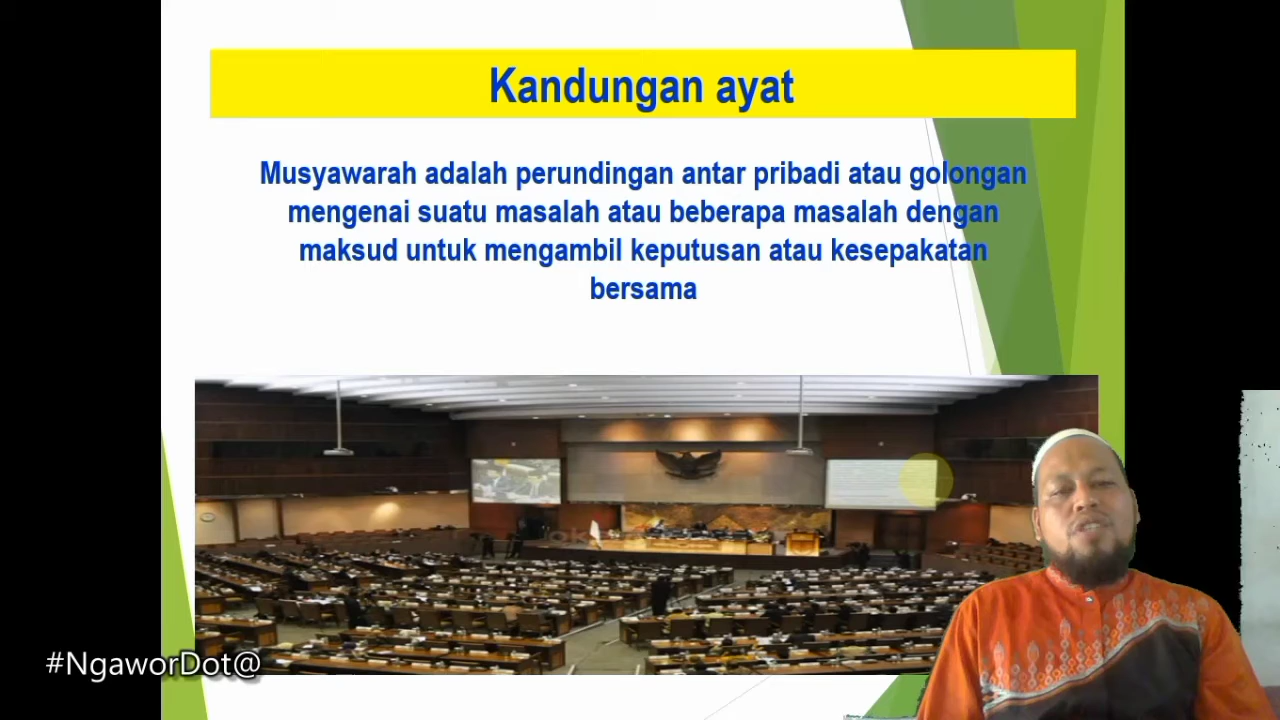 Kandungan ayat
Musyawarah adalah perundingan antar pribadi atau golongan
mengenai suatu masalah atau beberapa masalah dengan
maksud untuk mengambil keputusan atau kesepakatan
bersama
#NgaworDot@